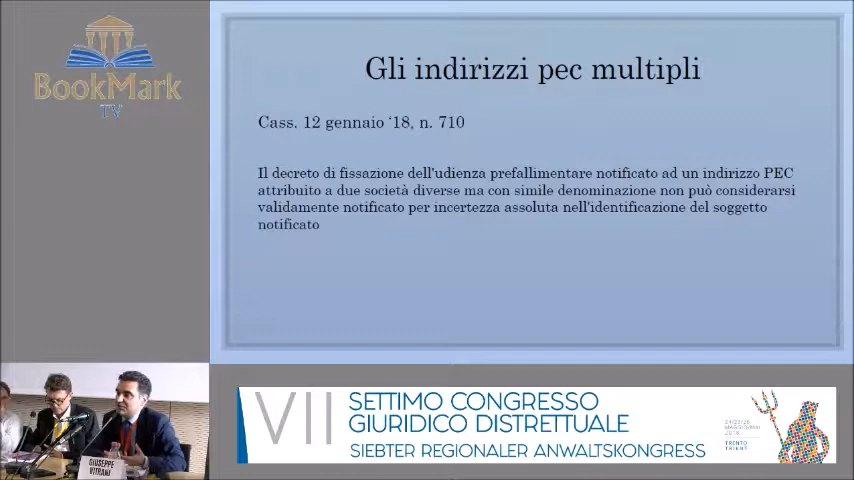 BookMark
TV
Gli indirizzi pec multipli
Cass. 12 gennaio ‘18, n. 710
Il decreto di fissazione dell'udienza prefallimentare notificato ad un indirizzo PEC
attribuito a due società diverse ma con simile denominazione non può considerarsi
validamente notificato per incertezza assoluta nell'identificazione del soggetto
notificato
GIUSEPPE
VITRANI
VII
SETTIMO CONGRESSO
GIURIDICO DISTRETTUALE
SIEBTER REGIONALER ANWALTSKONGRESS
TRENTO
TRIENT